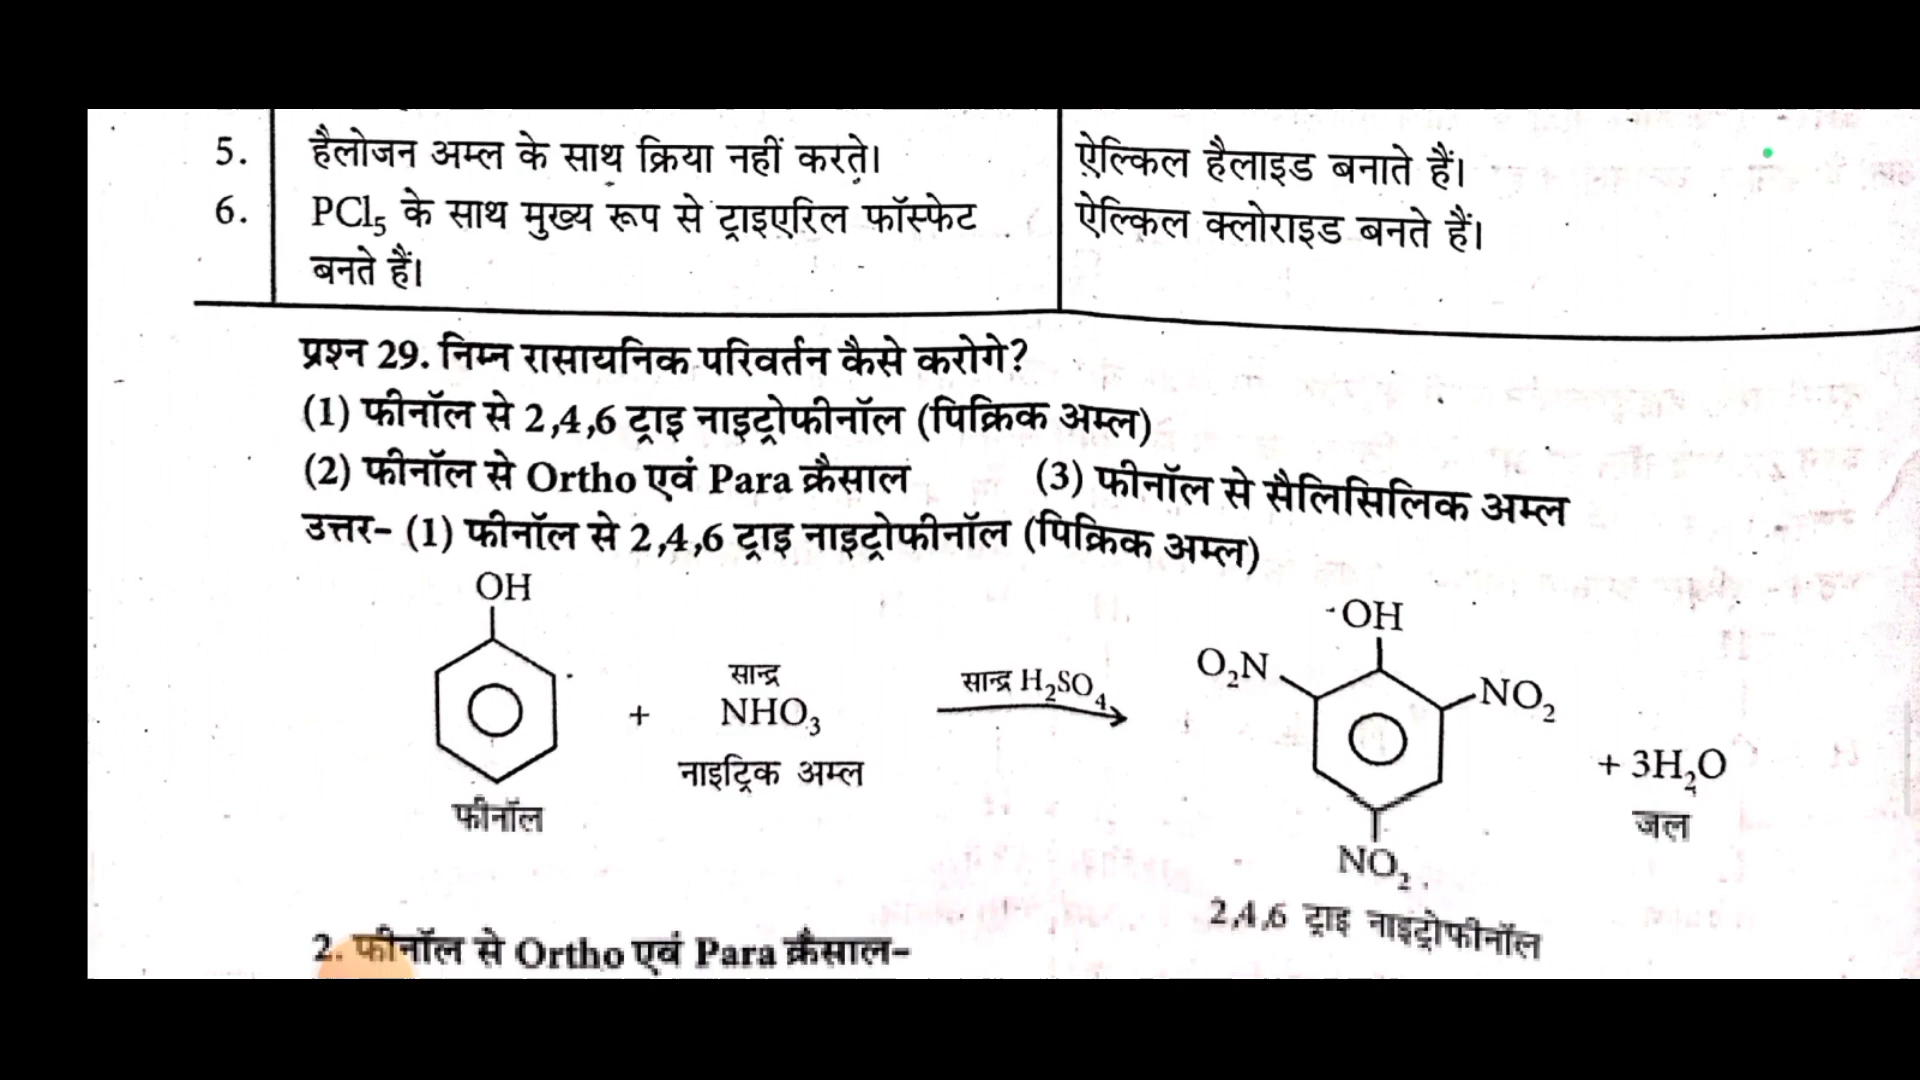 5. हैलोजन अम्ल के साथ क्रिया नहीं करते। ऐल्किल हैलाइड बनाते हैं।
6. PCl₅ के साथ मुख्य रूप से ट्राइएरिल फॉस्फेट ऐल्किल क्लोराइड बनते हैं।
बनते हैं।
प्रश्न 29. निम्न रासायनिक परिवर्तन कैसे करोगे?
(1) फीनॉल से 2,4,6 ट्राइ नाइट्रोफीनॉल (पिक्रिक अम्ल)
(2) फीनॉल से Ortho एवं Para क्रैसाल (3) फीनॉल से सैलिसिलिक अम्ल
उत्तर- (1) फीनॉल से 2,4,6 ट्राइ नाइट्रोफीनॉल (पिक्रिक अम्ल)
OH
OH
O₂N
NO₂
सान्द्र
सान्द्र H₂SO₄
+ NHO₃
+ 3H₂O
नाइट्रिक अम्ल
फीनॉल
जल
NO₂
2,4,6 ट्राइ नाइट्रोफीनॉल
2. फीनॉल से Ortho एवं Para क्रैसाल-